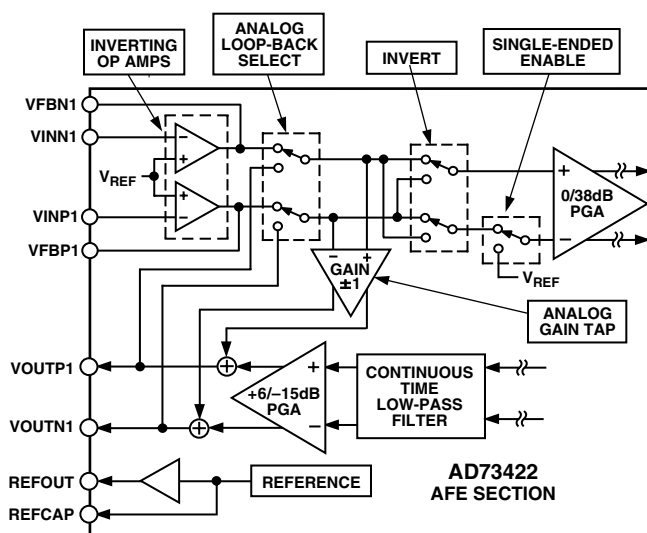 INVERTING
OP AMPS
ANALOG
LOOP-BACK
SELECT
INVERT
SINGLE-ENDED
ENABLE
VFBN1
VINN1
VREF
VINP1
VFBP1
−
+
+
−
+
−
0/38dB
PGA
VREF
− +
GAIN
±1
ANALOG
GAIN TAP
VOUTP1
VOUTN1
+
+
+6/–15dB
PGA
+
−
CONTINUOUS
TIME
LOW-PASS
FILTER
REFOUT
REFCAP
REFERENCE
AD73422
AFE SECTION